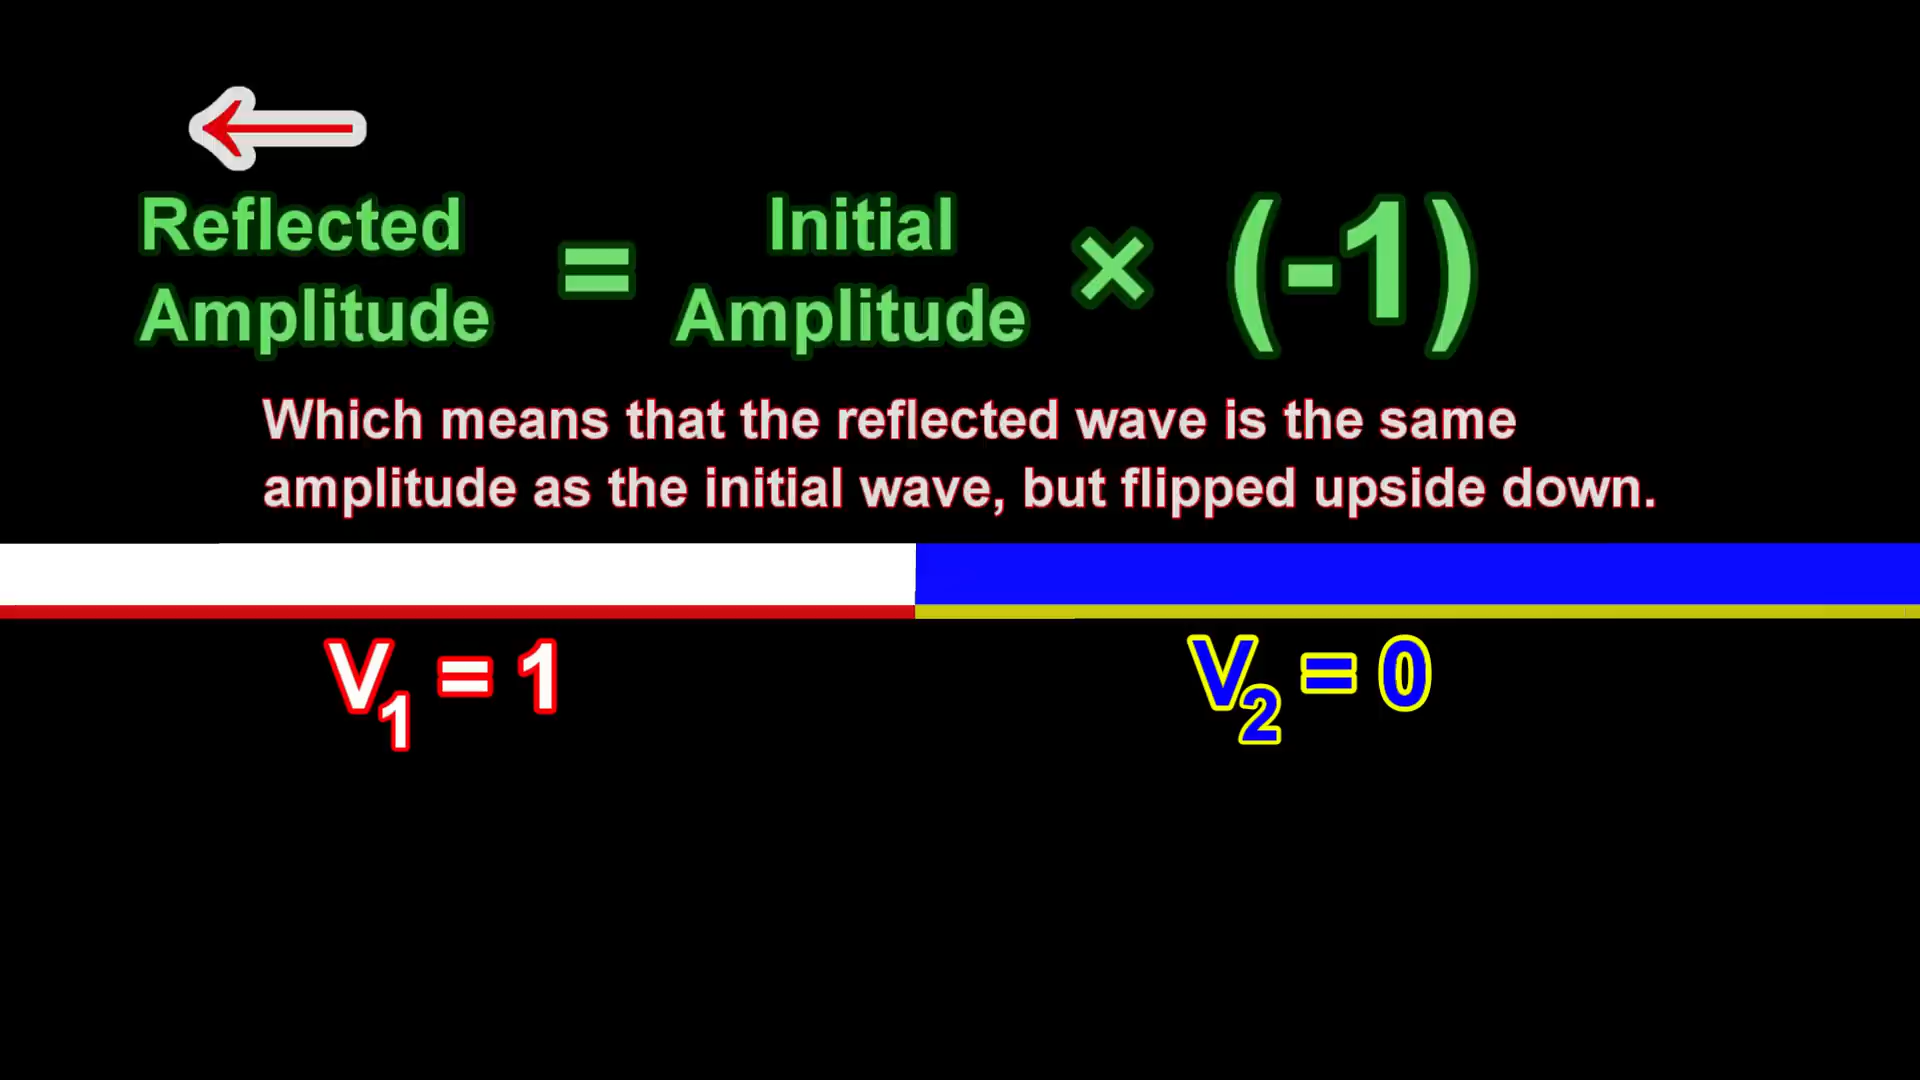 Reflected Amplitude = Initial Amplitude × (-1)
Which means that the reflected wave is the same
amplitude as the initial wave, but flipped upside down.
V₁ = 1
V₂ = 0